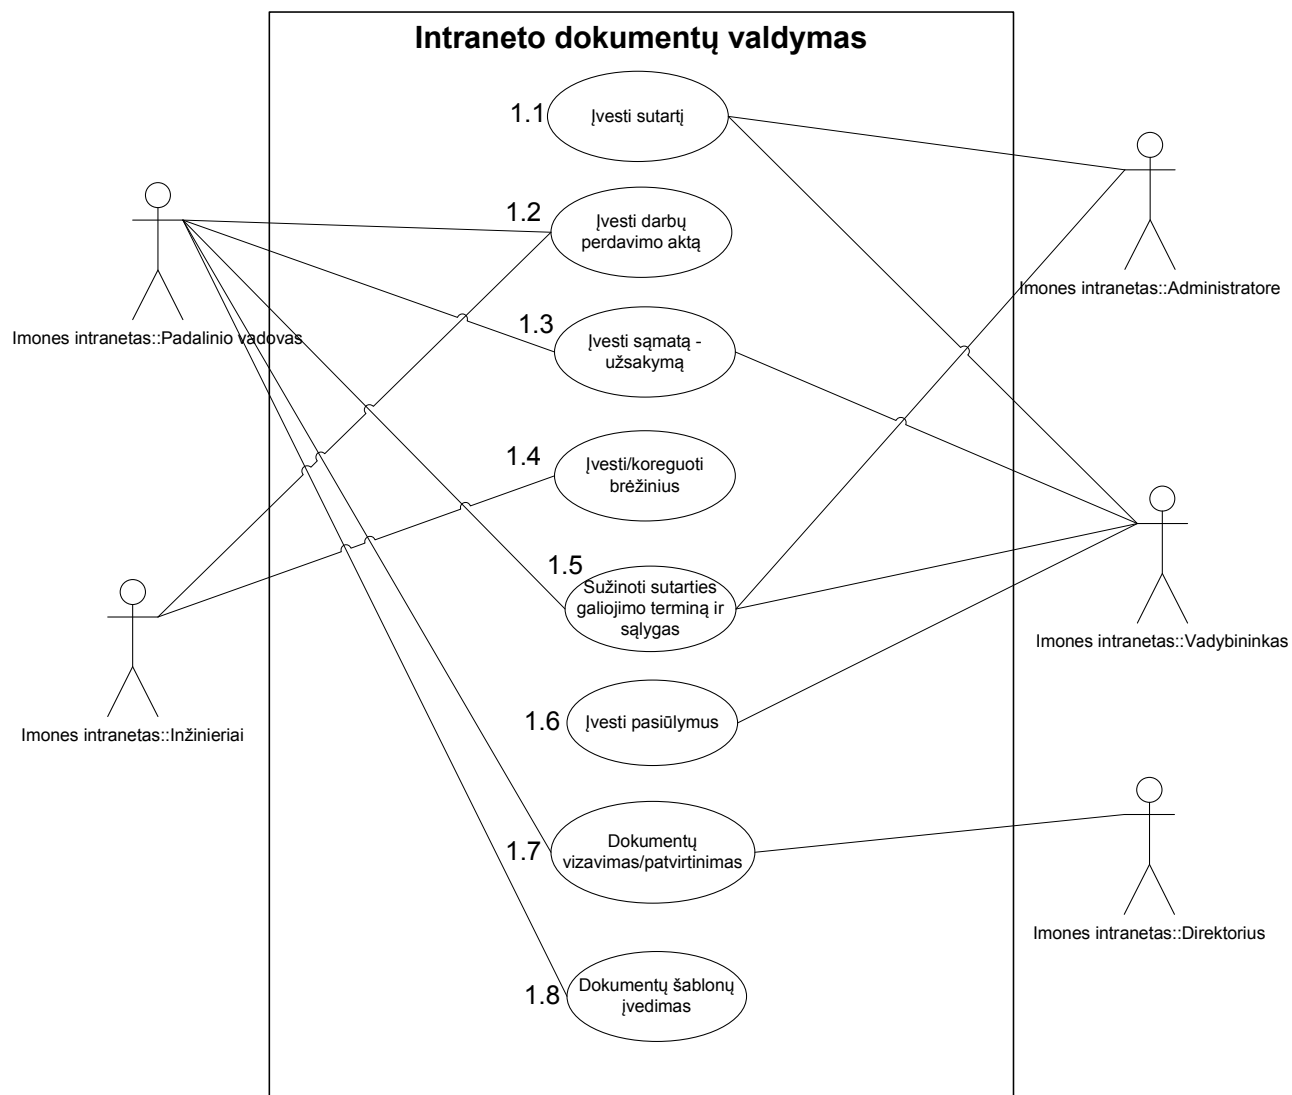 Intraneto dokumentų valdymas
1.1
Įvesti sutartį
1.2
Įvesti darbų
perdavimo aktą
Imones intranetas::Administratore
Imones intranetas::Padalinio vadovas
1.3
Įvesti sąmatą -
užsakymą
1.4
Įvesti/koreguoti
brėžinius
1.5
Sužinoti sutarties
galiojimo terminą ir
sąlygas
Imones intranetas::Vadybininkas
1.6
Įvesti pasiūlymus
Imones intranetas::Inžinieriai
1.7
Dokumentų
vizavimas/patvirtinimas
Imones intranetas::Direktorius
1.8
Dokumentų šablonų
įvedimas